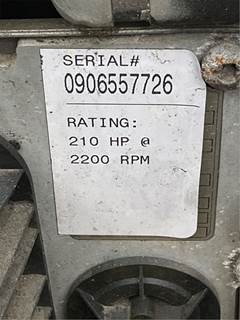 SERIAL#
0906557726
RATING:
210 HP @
2200 RPM